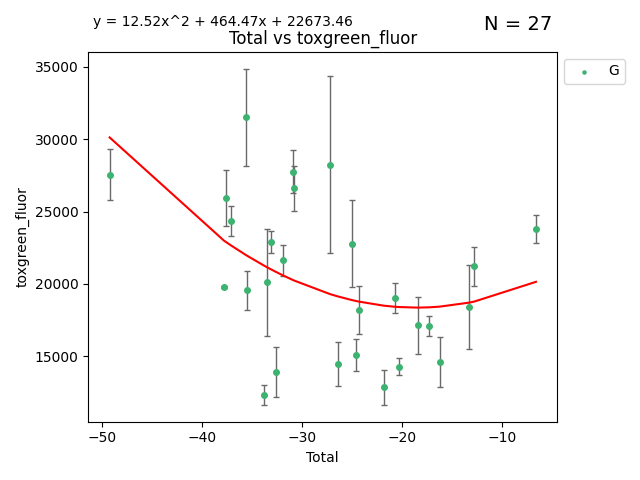 y = 12.52x^2 + 464.47x + 22673.46
N = 27
Total vs toxgreen_fluor
G
35000
30000
25000
20000
15000
toxgreen_fluor
−50
−40
−30
−20
−10
Total